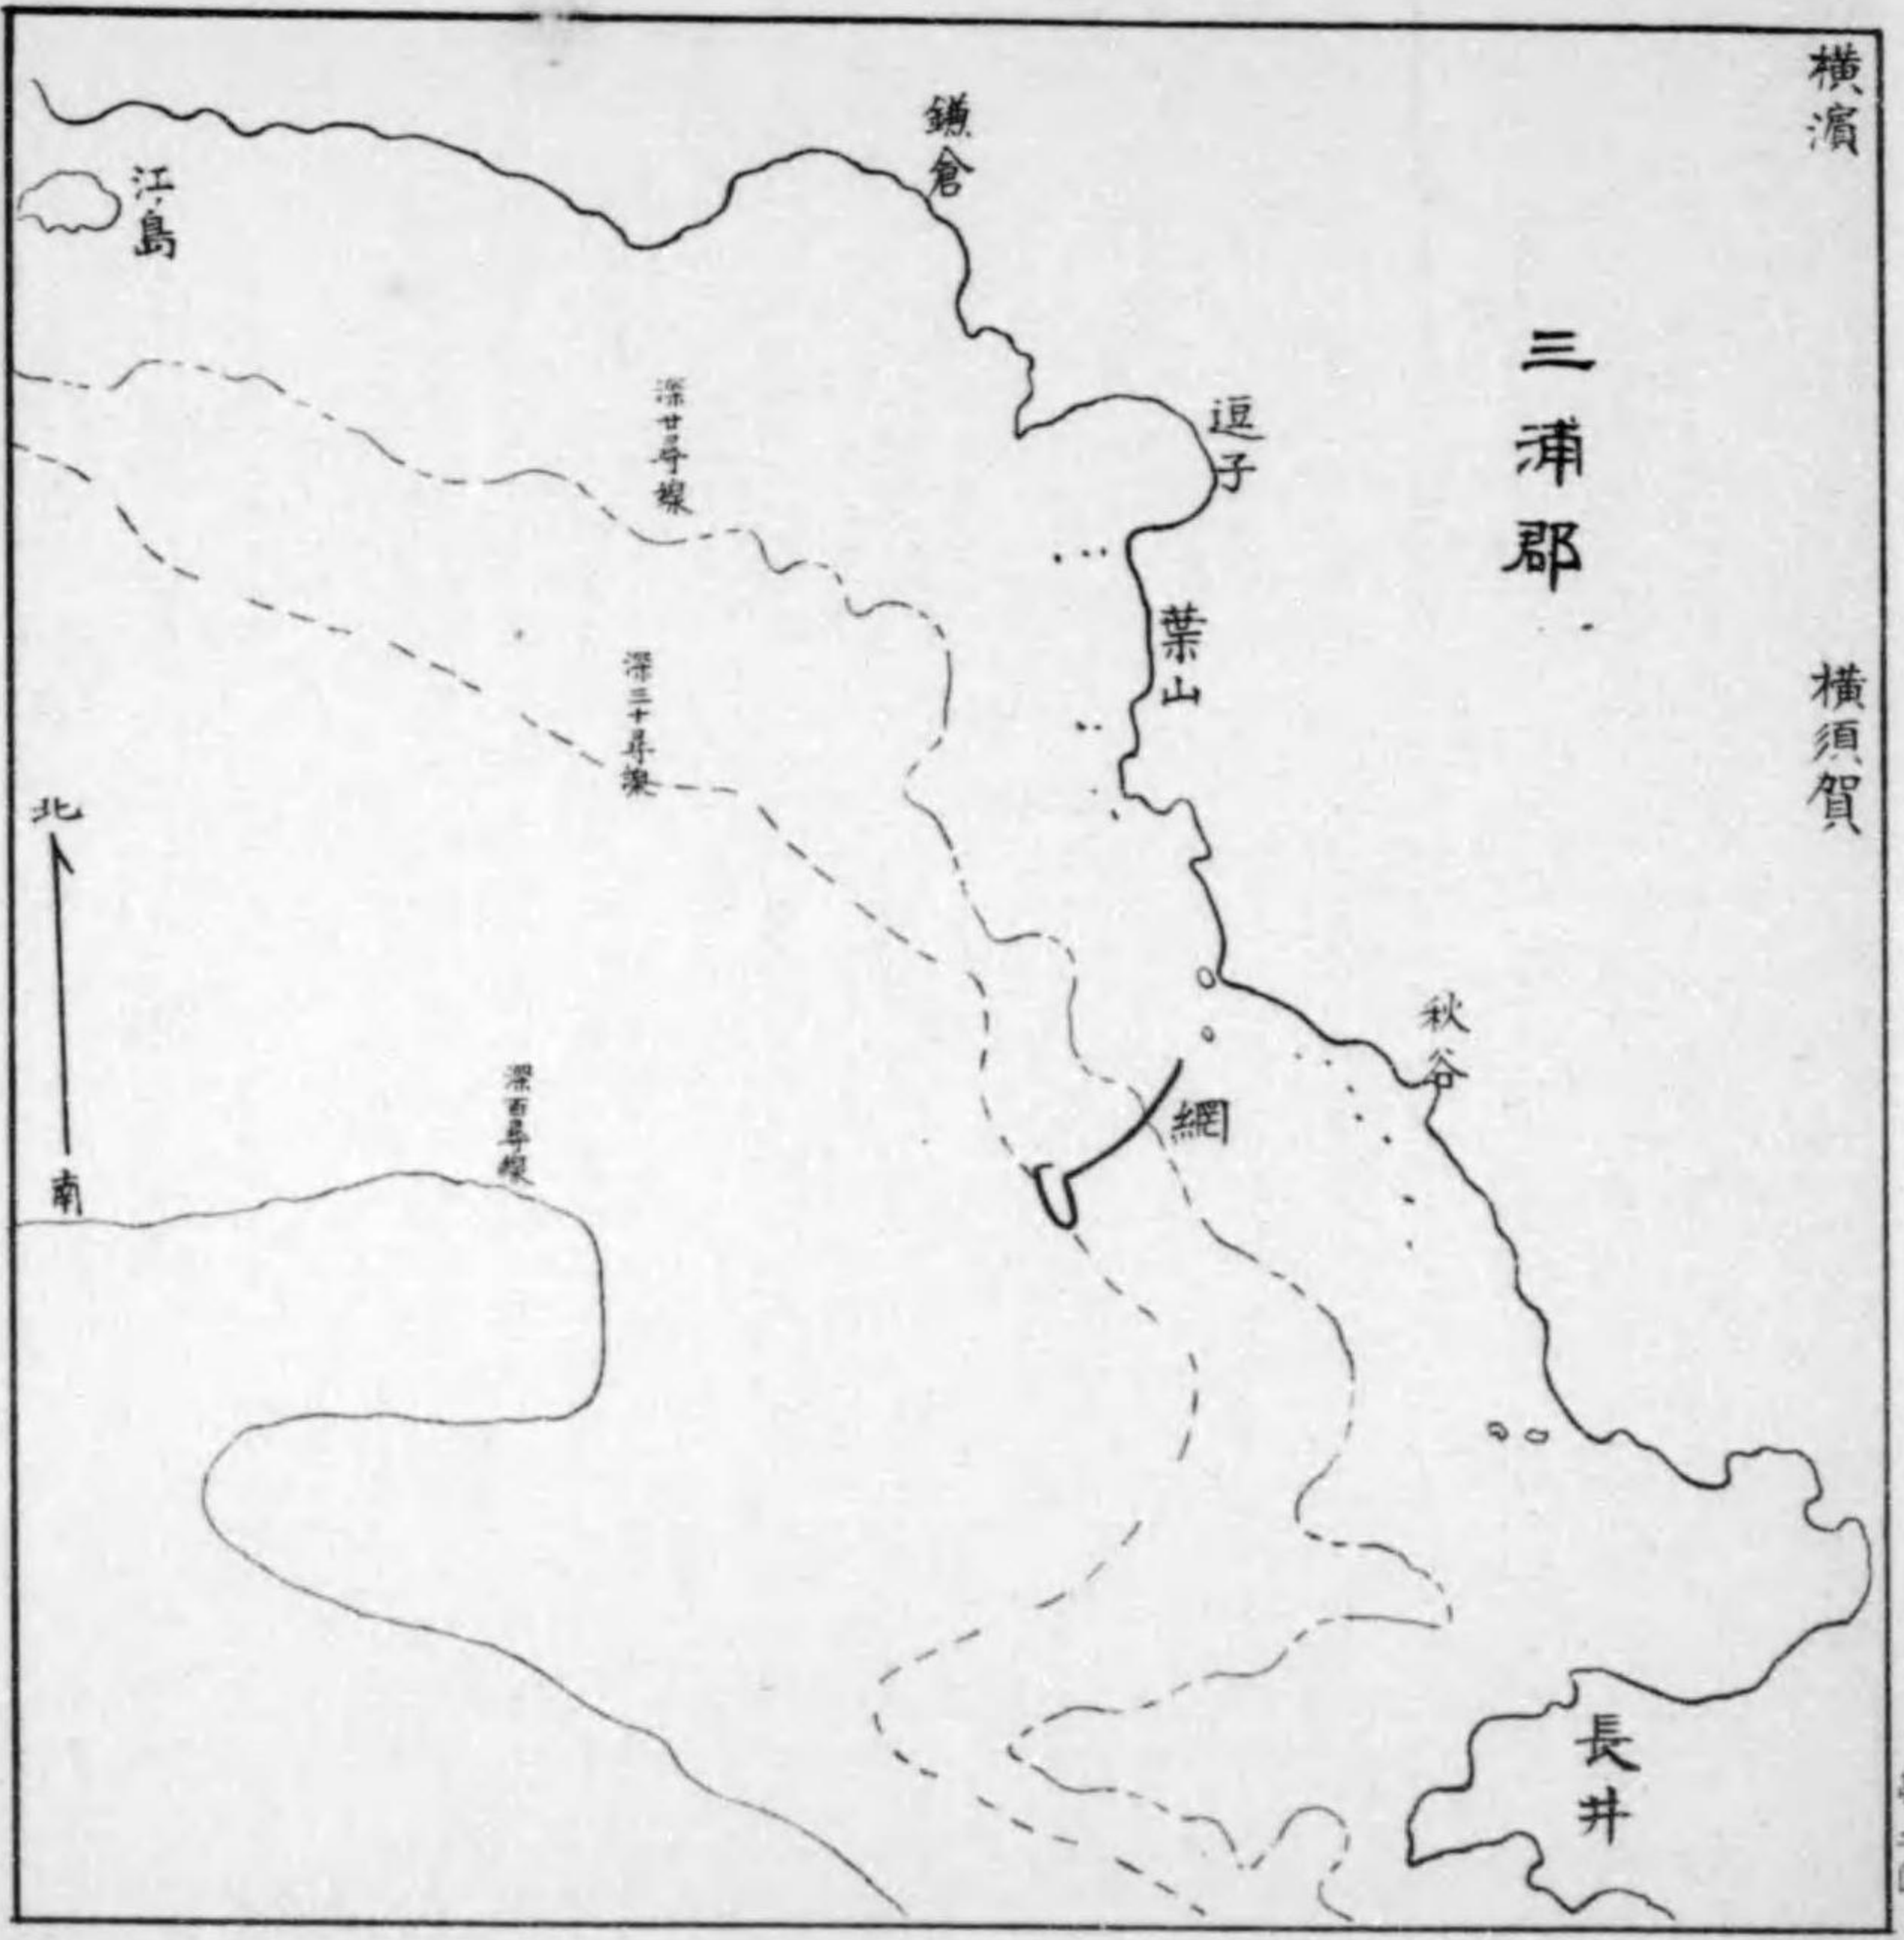 横濱
三浦郡
横須賀
鎌倉
江ノ島
逗子
葉山
秋谷
長井
網
深廿尋線
深三十尋線
深百尋線
北
南